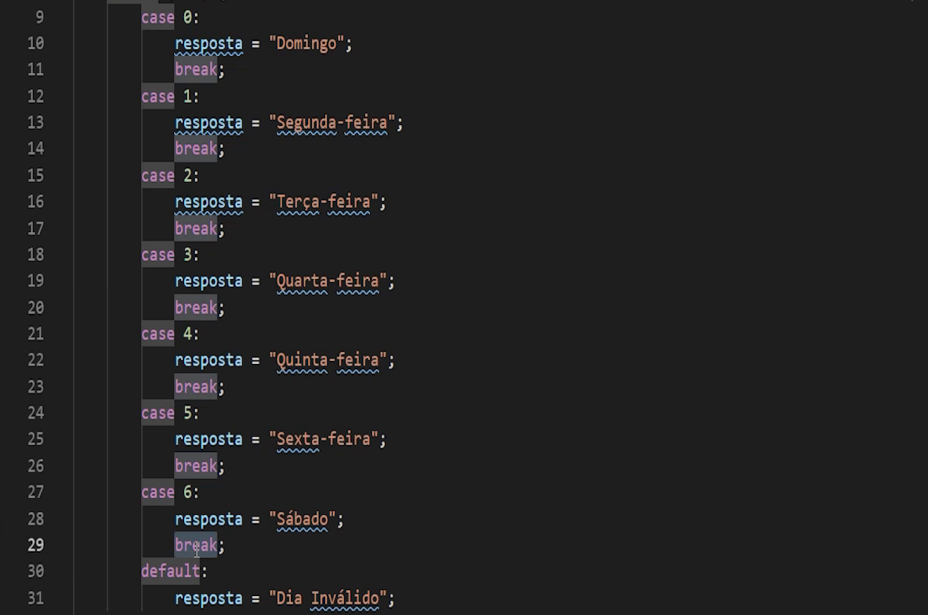 9 case 0:
10 resposta = "Domingo";
11 break;
12 case 1:
13 resposta = "Segunda-feira";
14 break;
15 case 2:
16 resposta = "Terça-feira";
17 break;
18 case 3:
19 resposta = "Quarta-feira";
20 break;
21 case 4:
22 resposta = "Quinta-feira";
23 break;
24 case 5:
25 resposta = "Sexta-feira";
26 break;
27 case 6:
28 resposta = "Sábado";
29 break;
30 default:
31 resposta = "Dia Inválido";